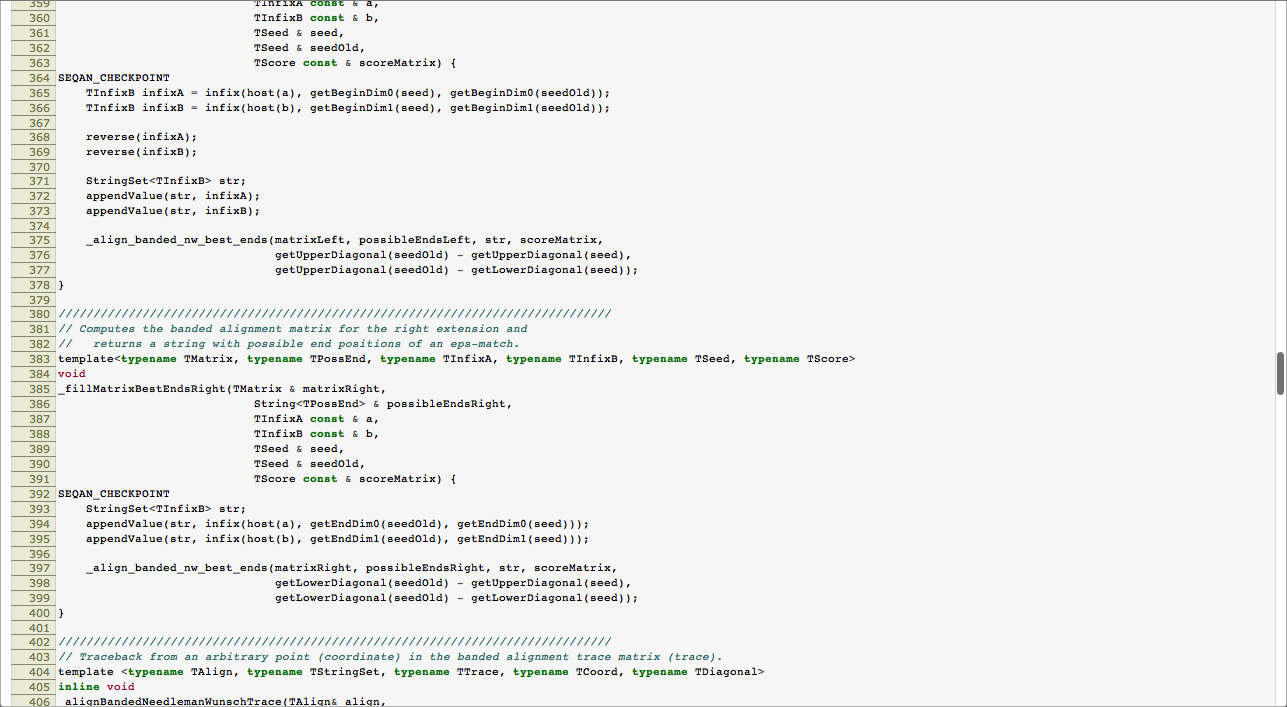 359                             TInfixA const & a,
360                             TInfixB const & b,
361                             TSeed & seed,
362                             TSeed & seedOld,
363                             TScore const & scoreMatrix) {
364 SEQAN_CHECKPOINT
365     TInfixB infixA = infix(host(a), getBeginDim0(seed), getBeginDim0(seedOld));
366     TInfixB infixB = infix(host(b), getBeginDim1(seed), getBeginDim1(seedOld));
367
368     reverse(infixA);
369     reverse(infixB);
370
371     StringSet<TInfixB> str;
372     appendValue(str, infixA);
373     appendValue(str, infixB);
374
375     _align_banded_nw_best_ends(matrixLeft, possibleEndsLeft, str, scoreMatrix,
376                                getUpperDiagonal(seedOld) - getUpperDiagonal(seed),
377                                getUpperDiagonal(seedOld) - getLowerDiagonal(seed));
378 }
379
380 ///////////////////////////////////////////////////////////////////////////////
381 // Computes the banded alignment matrix for the right extension and
382 //   returns a string with possible end positions of an eps-match.
383 template<typename TMatrix, typename TPossEnd, typename TInfixA, typename TInfixB, typename TSeed, typename TScore>
384 void
385 _fillMatrixBestEndsRight(TMatrix & matrixRight,
386                             String<TPossEnd> & possibleEndsRight,
387                             TInfixA const & a,
388                             TInfixB const & b,
389                             TSeed & seed,
390                             TSeed & seedOld,
391                             TScore const & scoreMatrix) {
392 SEQAN_CHECKPOINT
393     StringSet<TInfixB> str;
394     appendValue(str, infix(host(a), getEndDim0(seedOld), getEndDim0(seed)));
395     appendValue(str, infix(host(b), getEndDim1(seedOld), getEndDim1(seed)));
396
397     _align_banded_nw_best_ends(matrixRight, possibleEndsRight, str, scoreMatrix,
398                                getLowerDiagonal(seedOld) - getUpperDiagonal(seed),
399                                getLowerDiagonal(seedOld) - getLowerDiagonal(seed));
400 }
401
402 ///////////////////////////////////////////////////////////////////////////////
403 // Traceback from an arbitrary point (coordinate) in the banded alignment trace matrix (trace).
404 template <typename TAlign, typename TStringSet, typename TTrace, typename TCoord, typename TDiagonal>
405 inline void
406 _alignBandedNeedlemanWunschTrace(TAlign& align,